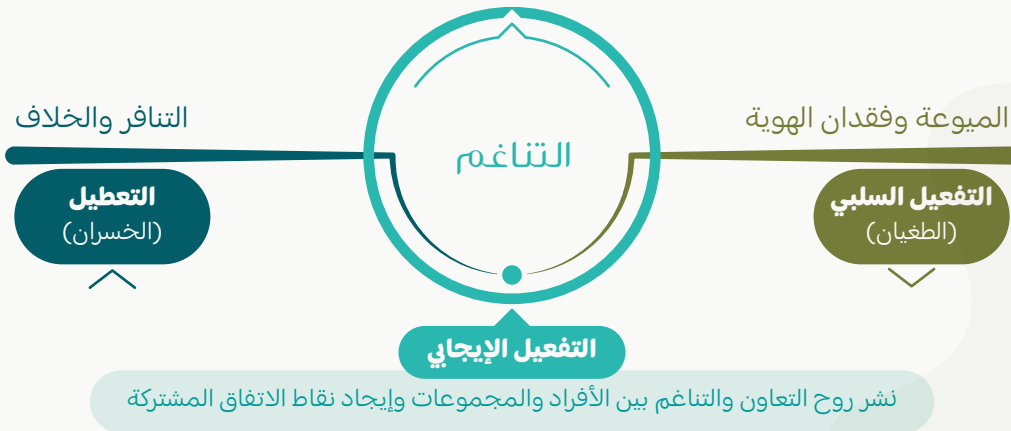 الميوعة وفقدان الهوية
التفعيل السلبي
(الطغيان)
التناغم
التنافر والخلاف
التعطيل
(الخسران)
التفعيل الإيجابي
نشر روح التعاون والتناغم بين الأفراد والمجموعات وإيجاد نقاط الاتفاق المشتركة